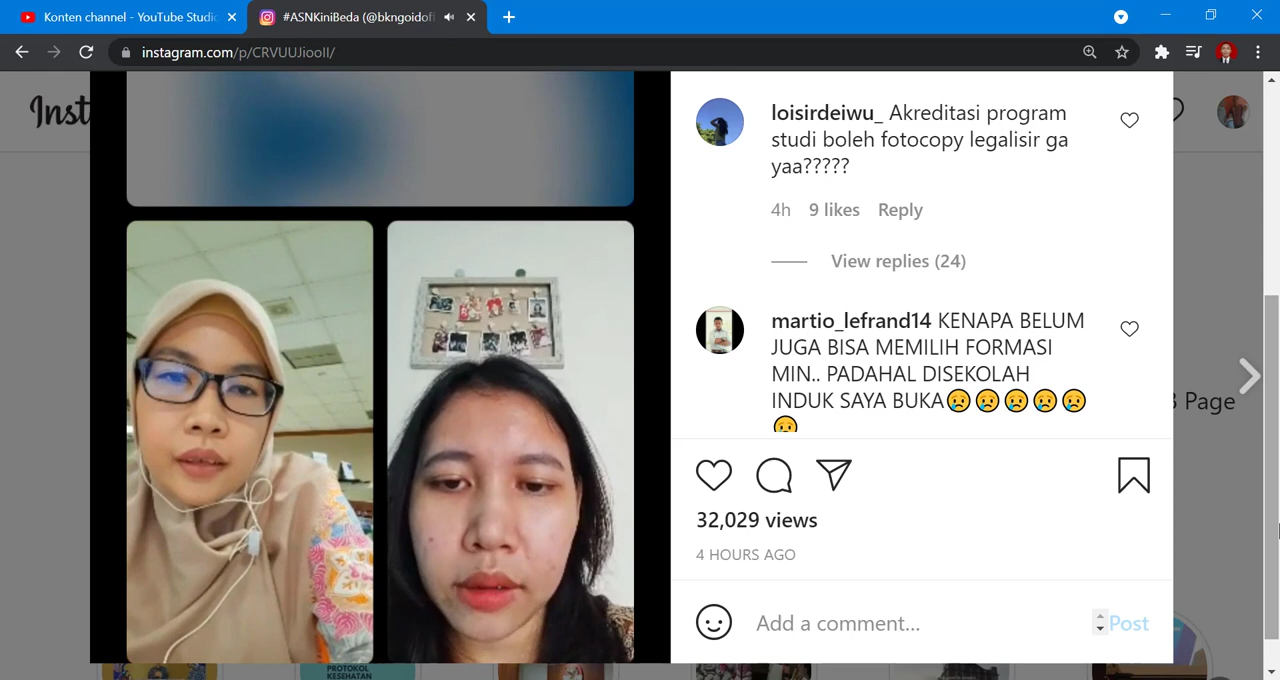 Konten channel - YouTube Studic
#ASNKiniBeda (@bkngoidofi
instagram.com/p/CRVUUJiooII/
Inst
loisirdeiwu_ Akreditasi program
studi boleh fotocopy legalisir ga
yaa?????
4h 9 likes Reply
View replies (24)
martio_lefrand14 KENAPA BELUM
JUGA BISA MEMILIH FORMASI
MIN.. PADAHAL DISEKOLAH
INDUK SAYA BUKA😥😥😥😥😥
😥
Page
32,029 views
4 HOURS AGO
Add a comment...
Post
PROTOKOL
KESEHATAN